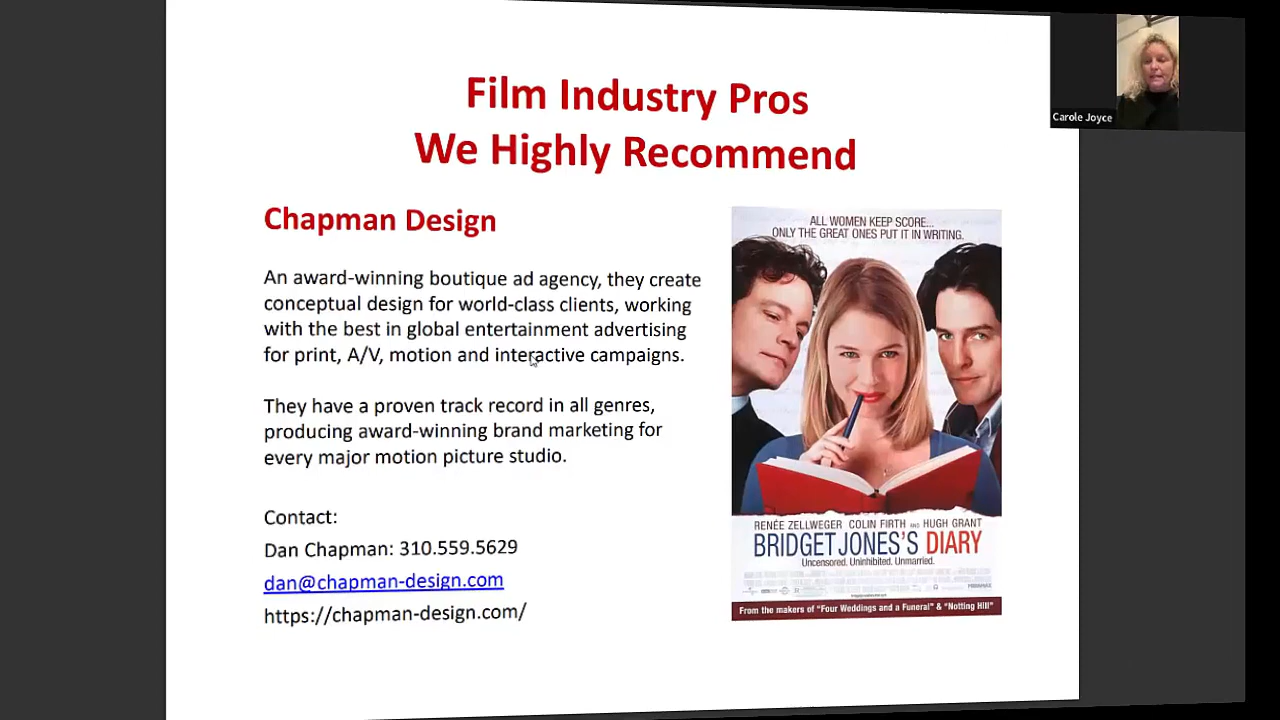 Film Industry Pros
We Highly Recommend
Carole Joyce
Chapman Design
An award-winning boutique ad agency, they create
conceptual design for world-class clients, working
with the best in global entertainment advertising
for print, A/V, motion and interactive campaigns.
They have a proven track record in all genres,
producing award-winning brand marketing for
every major motion picture studio.
Contact:
Dan Chapman: 310.559.5629
dan@chapman-design.com
https://chapman-design.com/
ALL WOMEN KEEP SCORE...
ONLY THE GREAT ONES PUT IT IN WRITING.
RENÉE ZELLWEGER COLIN FIRTH AND HUGH GRANT
BRIDGET JONES'S DIARY
Uncensored. Uninhibited. Unmarried.
From the makers of "Four Weddings and a Funeral" & "Notting Hill"